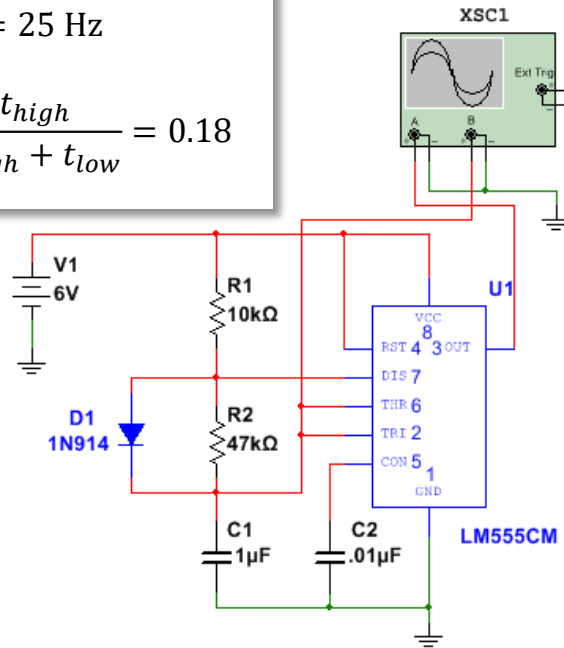 = 25 Hz
t_high
gh + t_low = 0.18
XSC1
Ext Trig
A B
V1
6V
R1
10kΩ
U1
VCC
8
RST 4 3 OUT
DIS 7
D1
1N914
R2
47kΩ
THR 6
TRI 2
CON 5
1
GND
LM555CM
C1
1µF
C2
.01µF